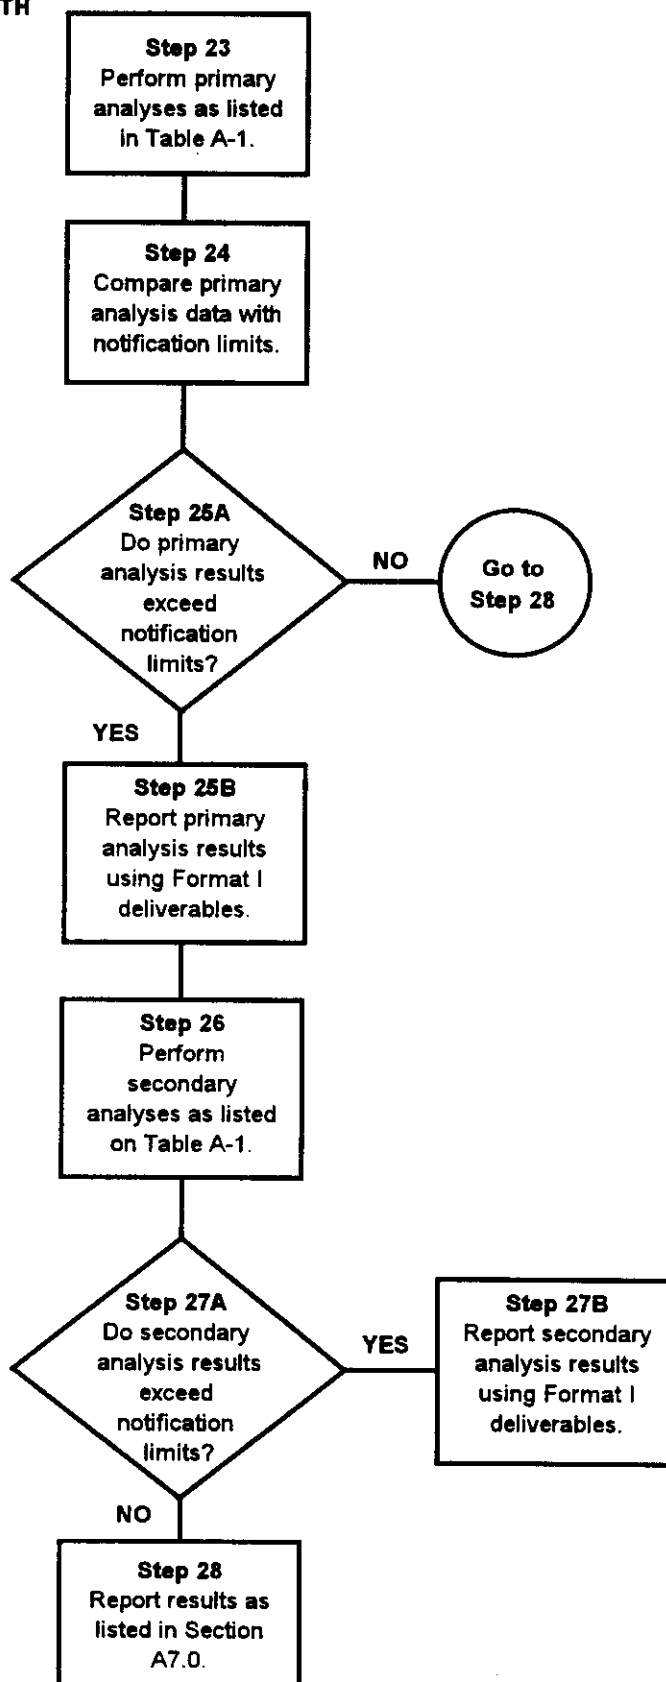 TH
Step 23
Perform primary
analyses as listed
in Table A-1.
Step 24
Compare primary
analysis data with
notification limits.
Step 25A
Do primary
analysis results
exceed
notification
limits?
NO
Go to
Step 28
YES
Step 25B
Report primary
analysis results
using Format I
deliverables.
Step 26
Perform
secondary
analyses as listed
on Table A-1.
Step 27A
Do secondary
analysis results
exceed
notification
limits?
YES
Step 27B
Report secondary
analysis results
using Format I
deliverables.
NO
Step 28
Report results as
listed in Section
A7.0.